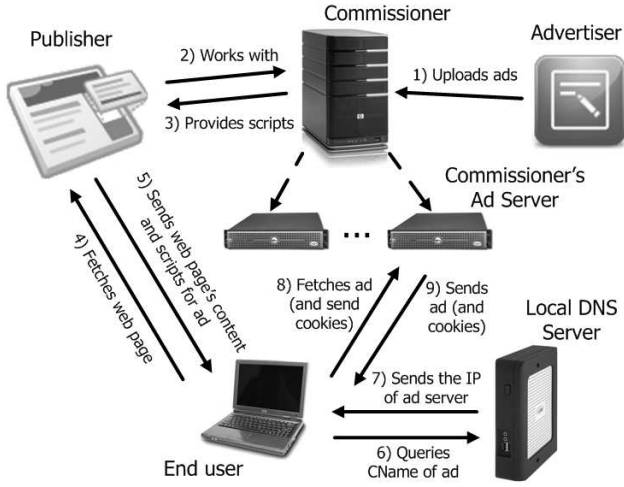 Commissioner
Publisher
Advertiser
2) Works with
1) Uploads ads
3) Provides scripts
Commissioner's
Ad Server
...
4) Fetches web page
5) Sends web page's content
and scripts for ad
8) Fetches ad
(and send
cookies)
9) Sends
ad (and
cookies)
Local DNS
Server
7) Sends the IP
of ad server
6) Queries
CName of ad
End user